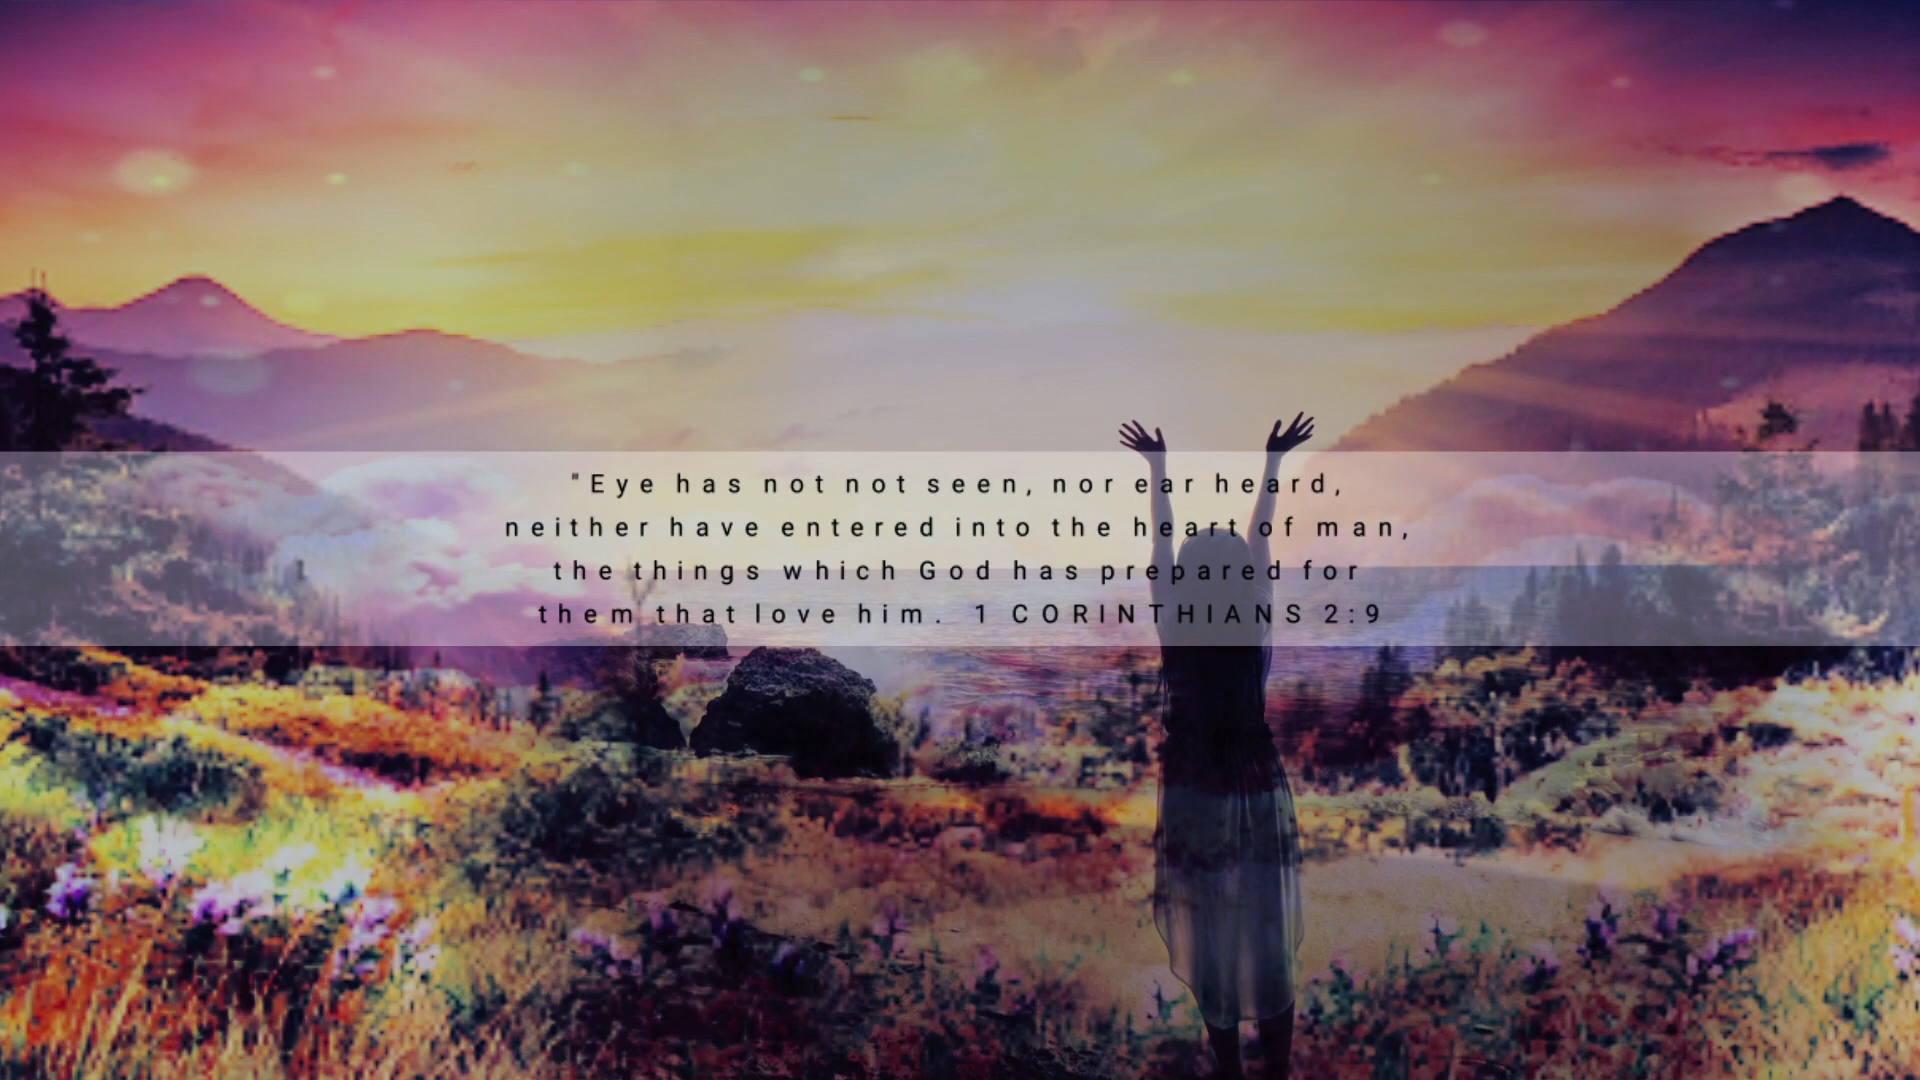 "Eye has not not seen, nor ear heard,
neither have entered into the heart of man,
the things which God has prepared for
them that love him. 1 CORINTHIANS 2:9